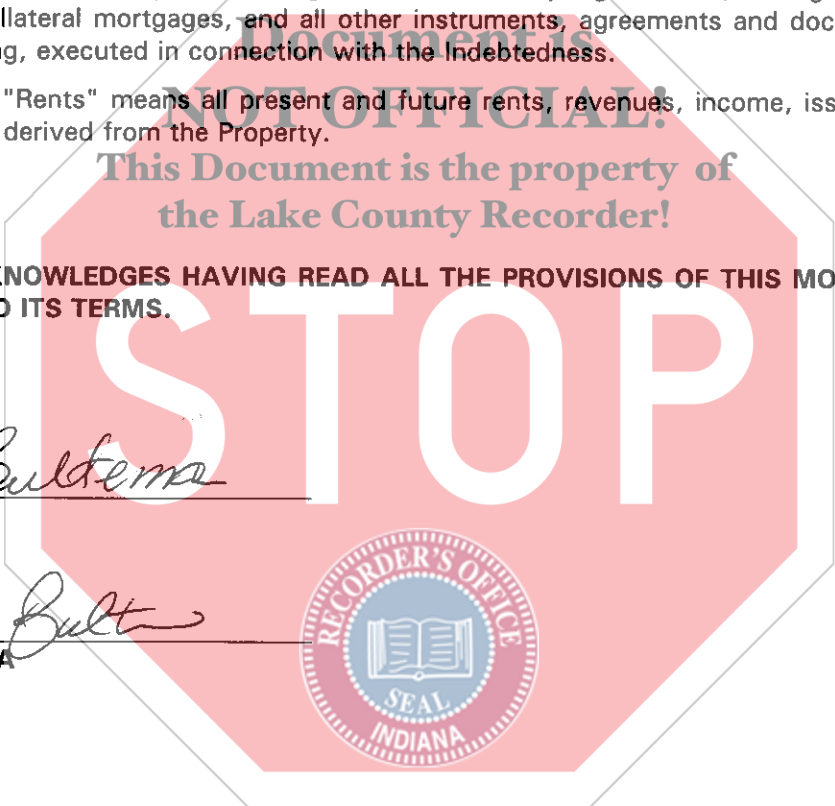 llateral mortgages, and all other instruments, agreements and doc
Document is
g, executed in connection with the Indebtedness.
"Rents" means all present and future rents, revenues, income, iss
NOT OFFICIAL!
derived from the Property.
This Document is the property of
the Lake County Recorder!
NOWLEDGES HAVING READ ALL THE PROVISIONS OF THIS MO
ITS TERMS.
STOP
Bultema
RECORDER'S OFFICE
SEAL
INDIANA
A